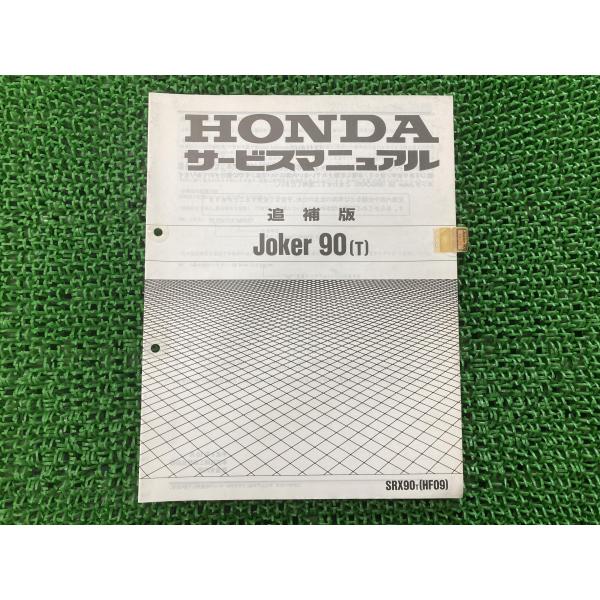 HONDA
サービスマニュアル
追補版
Joker 90 (T)
SRX90T (HF09)